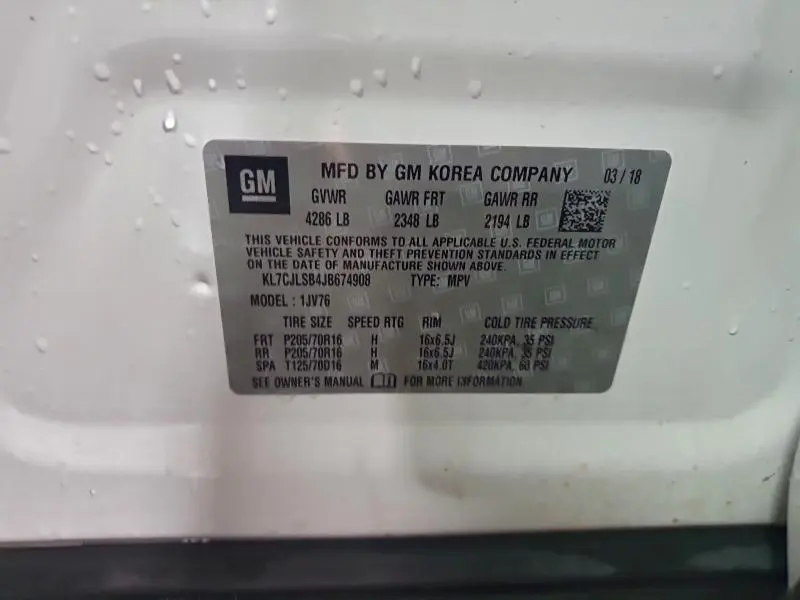 GM
MFD BY GM KOREA COMPANY 03 / 18
GVWR GAWR FRT GAWR RR
4286 LB 2348 LB 2194 LB
THIS VEHICLE CONFORMS TO ALL APPLICABLE U.S. FEDERAL MOTOR
VEHICLE SAFETY AND THEFT PREVENTION STANDARDS IN EFFECT
ON THE DATE OF MANUFACTURE SHOWN ABOVE.
KL7CJLSB4JB674908 TYPE: MPV
MODEL : 1JV76
TIRE SIZE SPEED RTG RIM COLD TIRE PRESSURE
FRT P205/70R16 H 16x6.5J 240KPA, 35 PSI
RR P205/70R16 H 16x6.5J 240KPA, 35 PSI
SPA T125/70D16 M 16x4.0T 420KPA, 60 PSI
SEE OWNER'S MANUAL FOR MORE INFORMATION